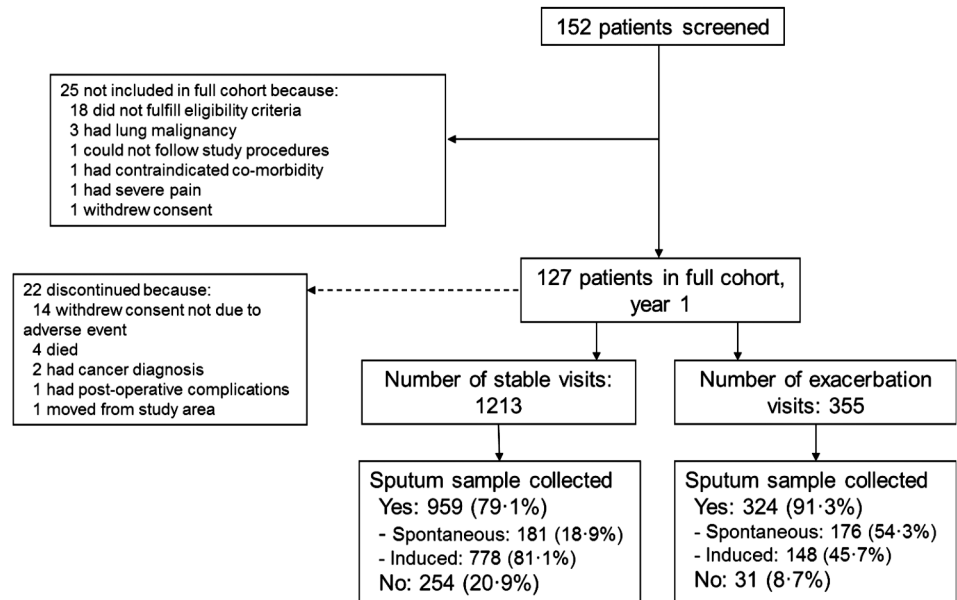 152 patients screened
25 not included in full cohort because:
18 did not fulfill eligibility criteria
3 had lung malignancy
1 could not follow study procedures
1 had contraindicated co-morbidity
1 had severe pain
1 withdrew consent
127 patients in full cohort,
year 1
22 discontinued because:
14 withdrew consent not due to
adverse event
4 died
2 had cancer diagnosis
1 had post-operative complications
1 moved from study area
Number of stable visits:
1213
Number of exacerbation
visits: 355
Sputum sample collected
Yes: 959 (79·1%)
- Spontaneous: 181 (18·9%)
- Induced: 778 (81·1%)
No: 254 (20·9%)
Sputum sample collected
Yes: 324 (91·3%)
- Spontaneous: 176 (54·3%)
- Induced: 148 (45·7%)
No: 31 (8·7%)